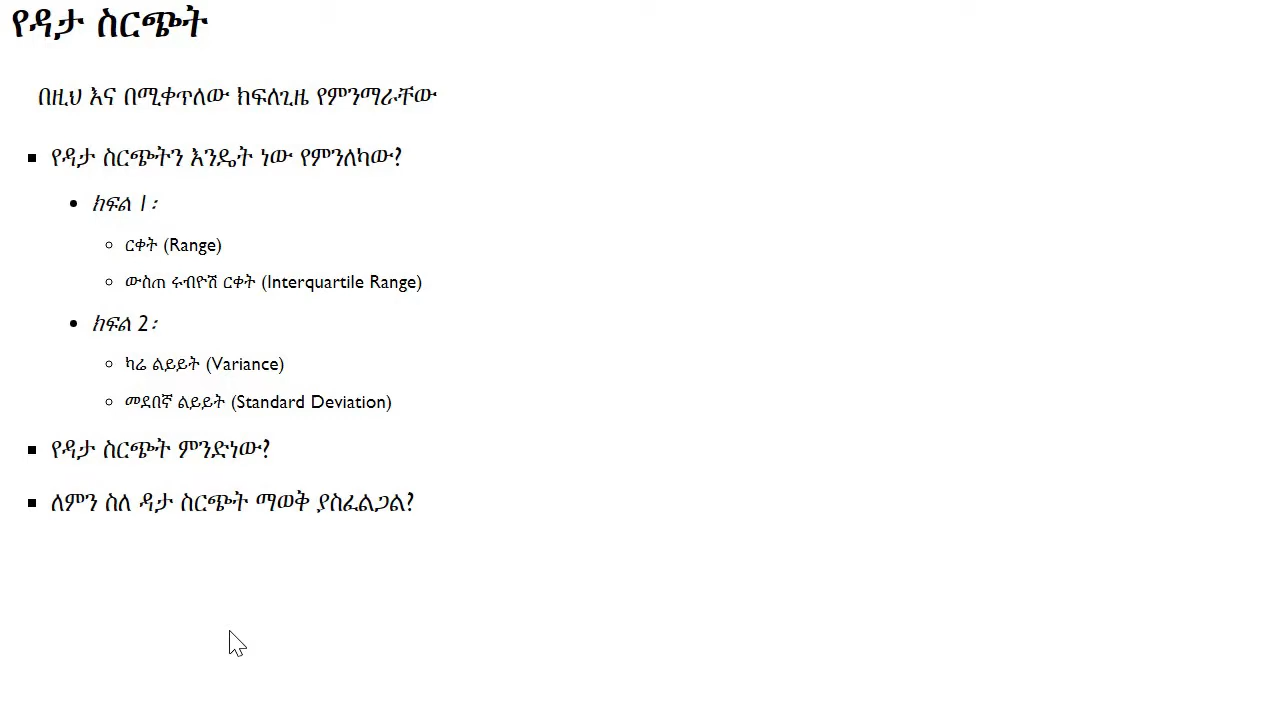 የዳታ ስርጭት
በዚህ እና በሚቀጥለው ክፍለጊዜ የምንማራቸው
የዳታ ስርጭትን እንዴት ነው የምንለካው?
ክፍል 1፡
ርቀት (Range)
ውስጠ ሩብዮሽ ርቀት (Interquartile Range)
ክፍል 2፡
ካሬ ልይይት (Variance)
መደበኛ ልይይት (Standard Deviation)
የዳታ ስርጭት ምንድነው?
ለምን ስለ ዳታ ስርጭት ማወቅ ያስፈልጋል?